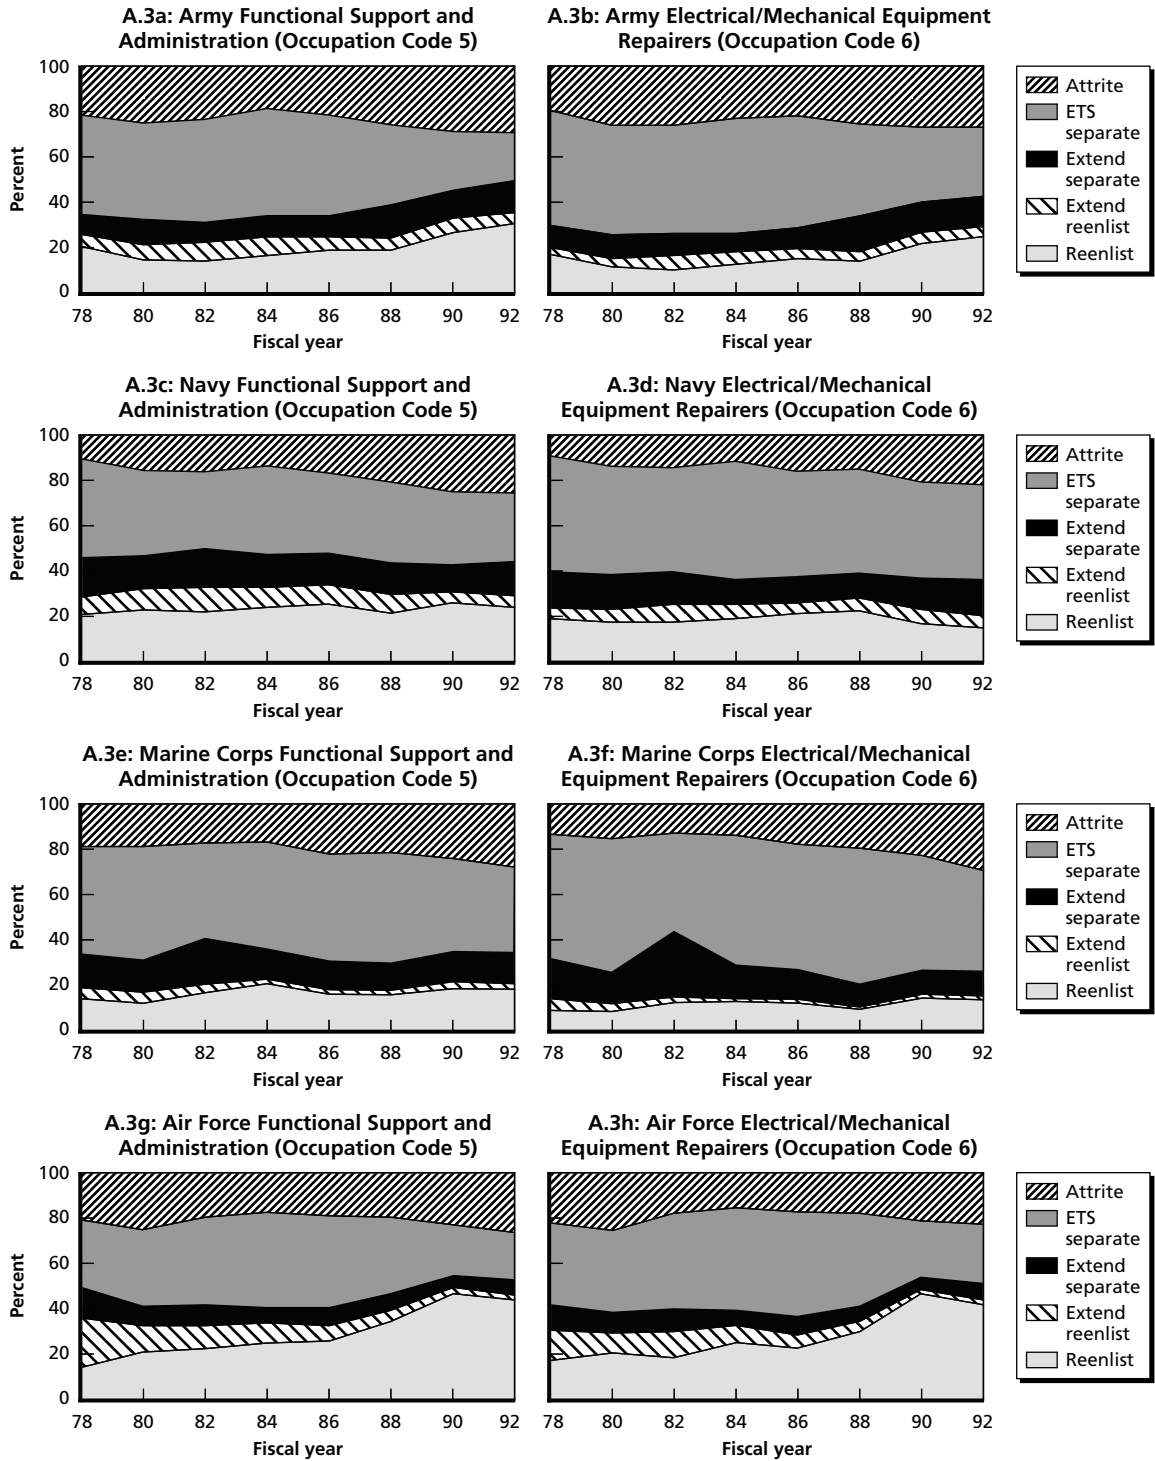 A.3a: Army Functional Support and
Administration (Occupation Code 5)
Percent
100
80
60
40
20
0
78 80 82 84 86 88 90 92
Fiscal year
A.3b: Army Electrical/Mechanical Equipment
Repairers (Occupation Code 6)
78 80 82 84 86 88 90 92
Fiscal year
Attrite
ETS
separate
Extend
separate
Extend
reenlist
Reenlist
A.3c: Navy Functional Support and
Administration (Occupation Code 5)
Percent
100
80
60
40
20
0
78 80 82 84 86 88 90 92
Fiscal year
A.3d: Navy Electrical/Mechanical
Equipment Repairers (Occupation Code 6)
78 80 82 84 86 88 90 92
Fiscal year
Attrite
ETS
separate
Extend
separate
Extend
reenlist
Reenlist
A.3e: Marine Corps Functional Support and
Administration (Occupation Code 5)
Percent
100
80
60
40
20
0
78 80 82 84 86 88 90 92
Fiscal year
A.3f: Marine Corps Electrical/Mechanical
Equipment Repairers (Occupation Code 6)
78 80 82 84 86 88 90 92
Fiscal year
Attrite
ETS
separate
Extend
separate
Extend
reenlist
Reenlist
A.3g: Air Force Functional Support and
Administration (Occupation Code 5)
Percent
100
80
60
40
20
0
78 80 82 84 86 88 90 92
Fiscal year
A.3h: Air Force Electrical/Mechanical
Equipment Repairers (Occupation Code 6)
78 80 82 84 86 88 90 92
Fiscal year
Attrite
ETS
separate
Extend
separate
Extend
reenlist
Reenlist